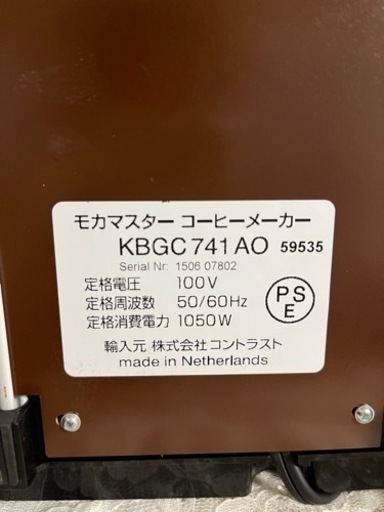 モカマスター コーヒーメーカー
KBGC 741 AO 59535
Serial Nr: 1506 07802
定格電圧 100V
定格周波数 50/60Hz
定格消費電力 1050W
PS
E
輸入元 株式会社 コントラスト
made in Netherlands